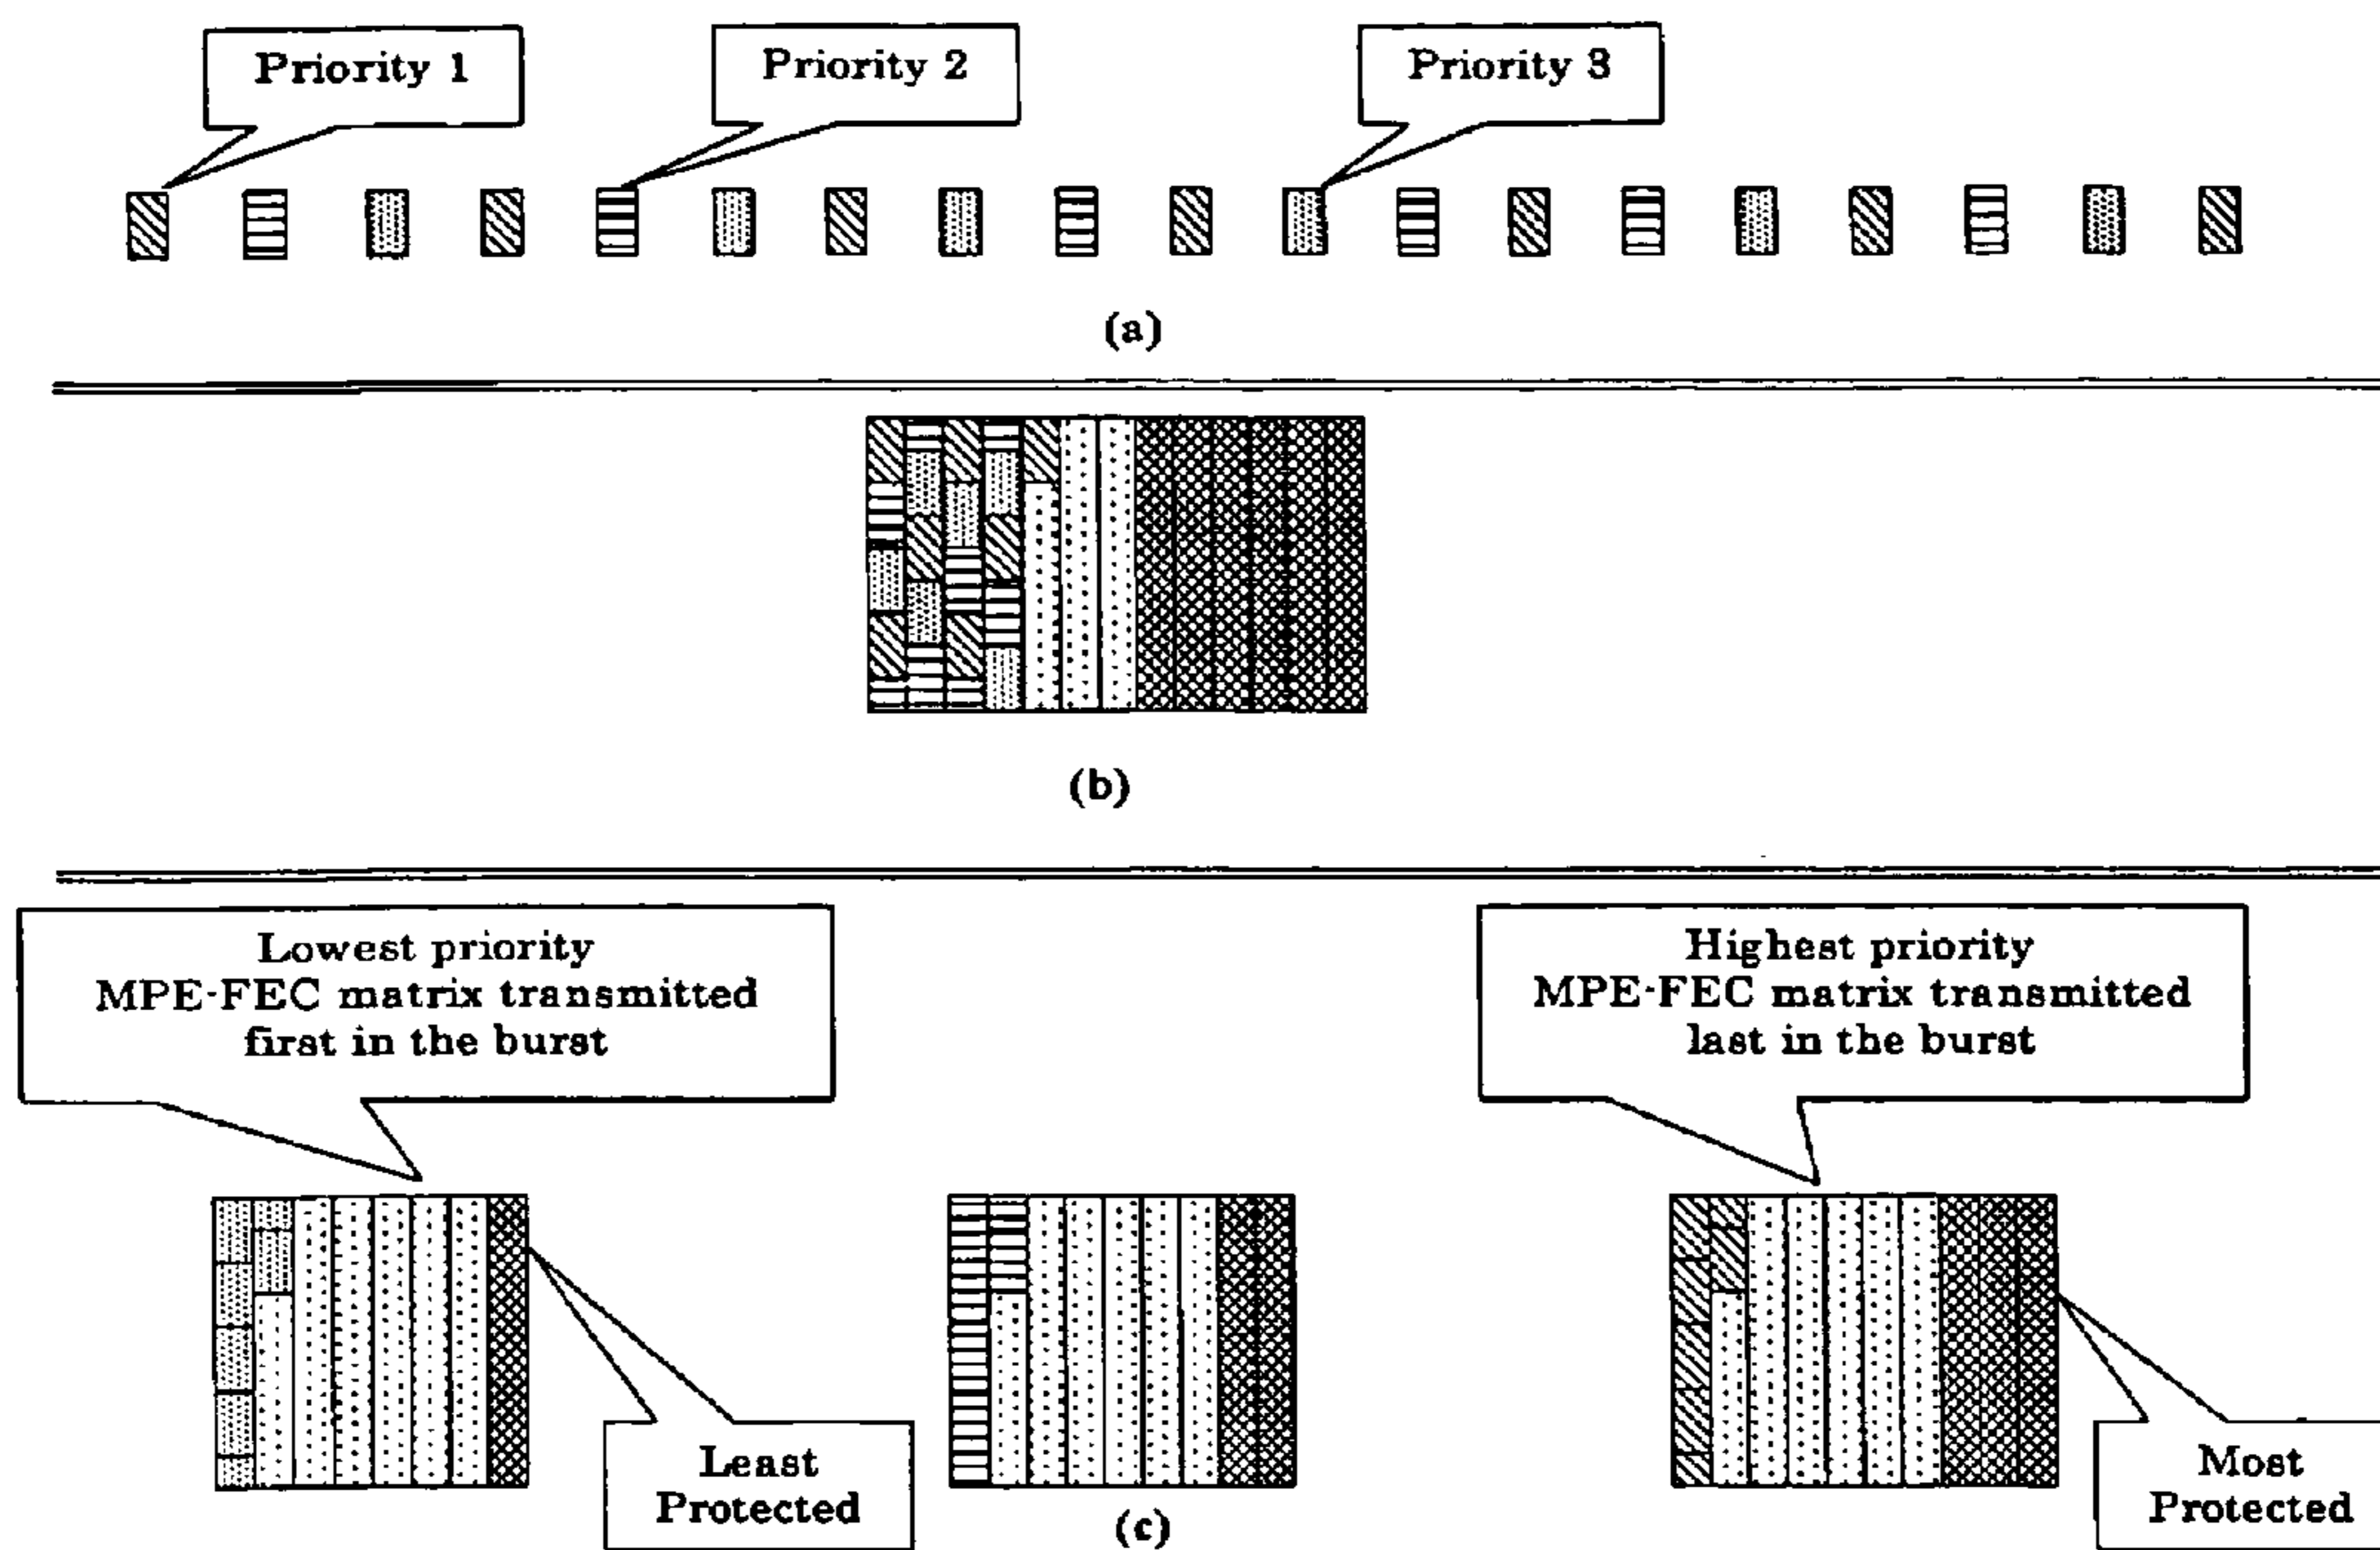 Priority 1
Priority 2
Priority 3
(a)
(b)
Lowest priority
MPE-FEC matrix transmitted
first in the burst
Highest priority
MPE-FEC matrix transmitted
last in the burst
Least
Protected
(c)
Most
Protected